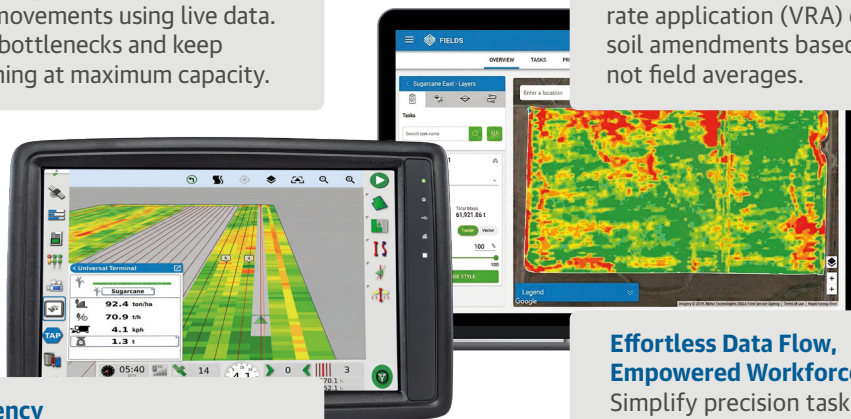 movements using live data.
bottlenecks and keep
ning at maximum capacity.
rate application (VRA)
soil amendments based
not field averages.
FIELDS
OVERVIEW
TASKS
Sugarcane East - Layers
Enter a location
Tasks
Search task name
Total Mass
61,921.86 t
Raster
Vector
100 %
100
GE STYLE
Legend
Google
Universal Terminal
Sugarcane
92.4 ton/ha
70.9 t/h
4.1 kph
1.3 t
TAP
05:40
14
4.1
0
3
Effortless Data Flow,
Empowered Workforce
Simplify precision task
ency